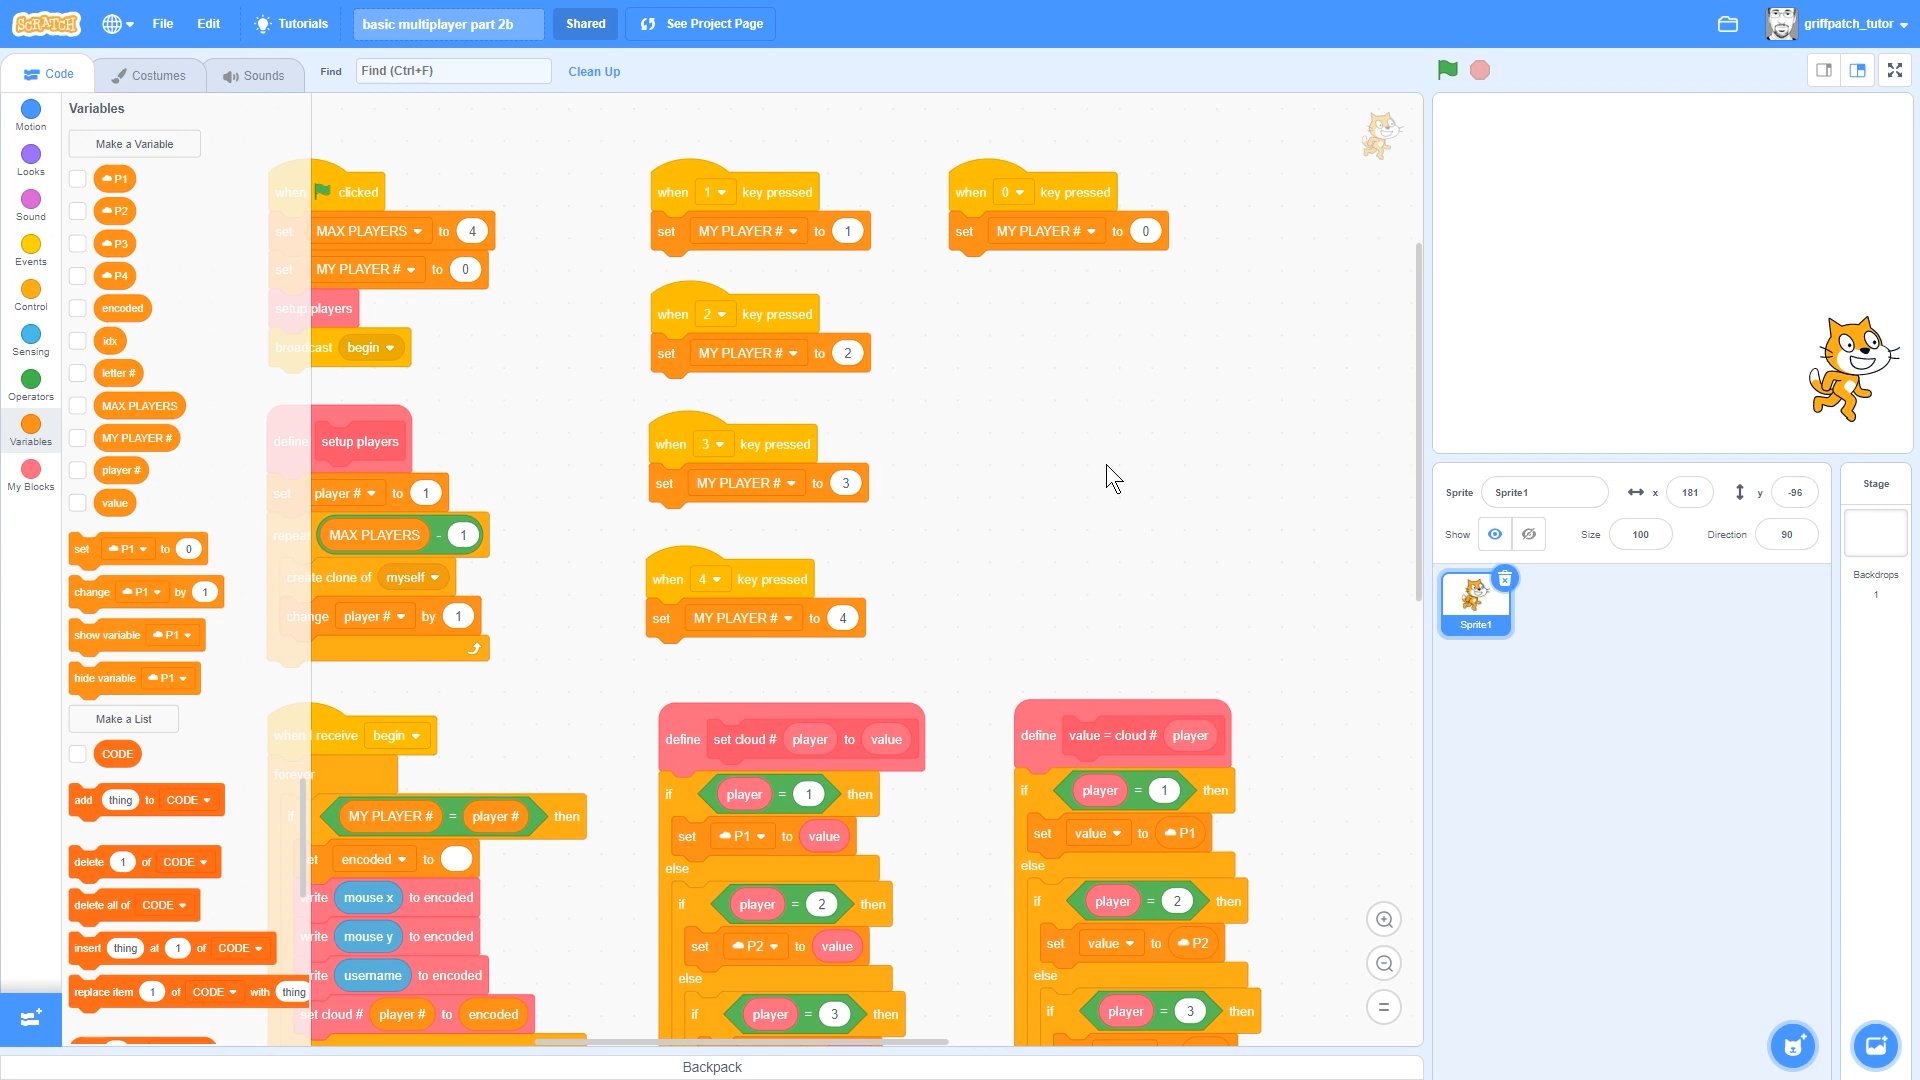 SCRATCH File Edit Tutorials basic multiplayer part 2b Shared See Project Page griffpatch_tutor
Code Costumes Sounds Find Find (Ctrl+F) Clean Up
Motion
Looks
Sound
Events
Control
Sensing
Operators
Variables
My Blocks
Variables
Make a Variable
P1
P2
P3
P4
encoded
idx
letter #
MAX PLAYERS
MY PLAYER #
player #
value
set P1 to 0
change P1 by 1
show variable P1
hide variable P1
Make a List
CODE
add thing to CODE
delete 1 of CODE
delete all of CODE
insert thing at 1 of CODE
replace item 1 of CODE with thing
when clicked
set MAX PLAYERS to 4
set MY PLAYER # to 0
setup players
broadcast begin
define setup players
set player # to 1
repeat MAX PLAYERS - 1
create clone of myself
change player # by 1
when I receive begin
forever
if MY PLAYER # = player # then
set encoded to
write mouse x to encoded
write mouse y to encoded
write username to encoded
set cloud # player # to encoded
when 1 key pressed
set MY PLAYER # to 1
when 2 key pressed
set MY PLAYER # to 2
when 3 key pressed
set MY PLAYER # to 3
when 4 key pressed
set MY PLAYER # to 4
when 0 key pressed
set MY PLAYER # to 0
define set cloud # player to value
if player = 1 then
set P1 to value
else
if player = 2 then
set P2 to value
else
if player = 3 then
define value = cloud # player
if player = 1 then
set value to P1
else
if player = 2 then
set value to P2
else
if player = 3 then
Backpack
Sprite Sprite1 x 181 y -96
Show Size 100 Direction 90
Sprite1
Stage
Backdrops
1